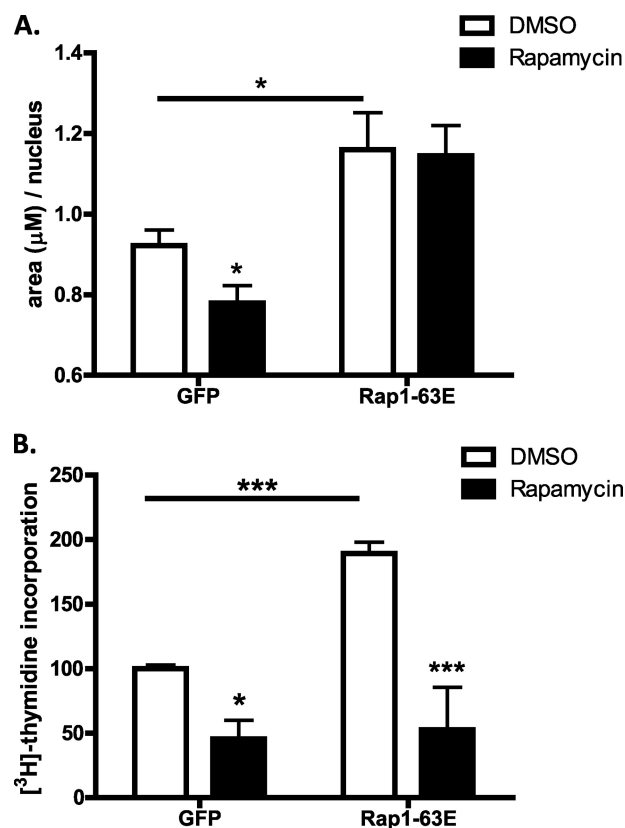 A.
DMSO
Rapamycin
1.4
1.2
1.0
0.8
0.6
area (μM) / nucleus
*
*
GFP
Rap1-63E
B.
DMSO
Rapamycin
250
200
150
100
50
0
[³H]-thymidine incorporation
***
*
***
GFP
Rap1-63E